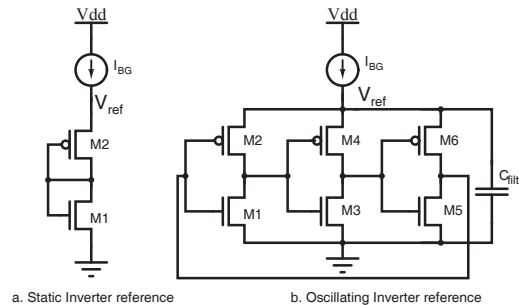 Vdd
I_BG
V_ref
M2
M1
a. Static Inverter reference
Vdd
I_BG
V_ref
M2
M4
M6
C_filt
M1
M3
M5
b. Oscillating Inverter reference